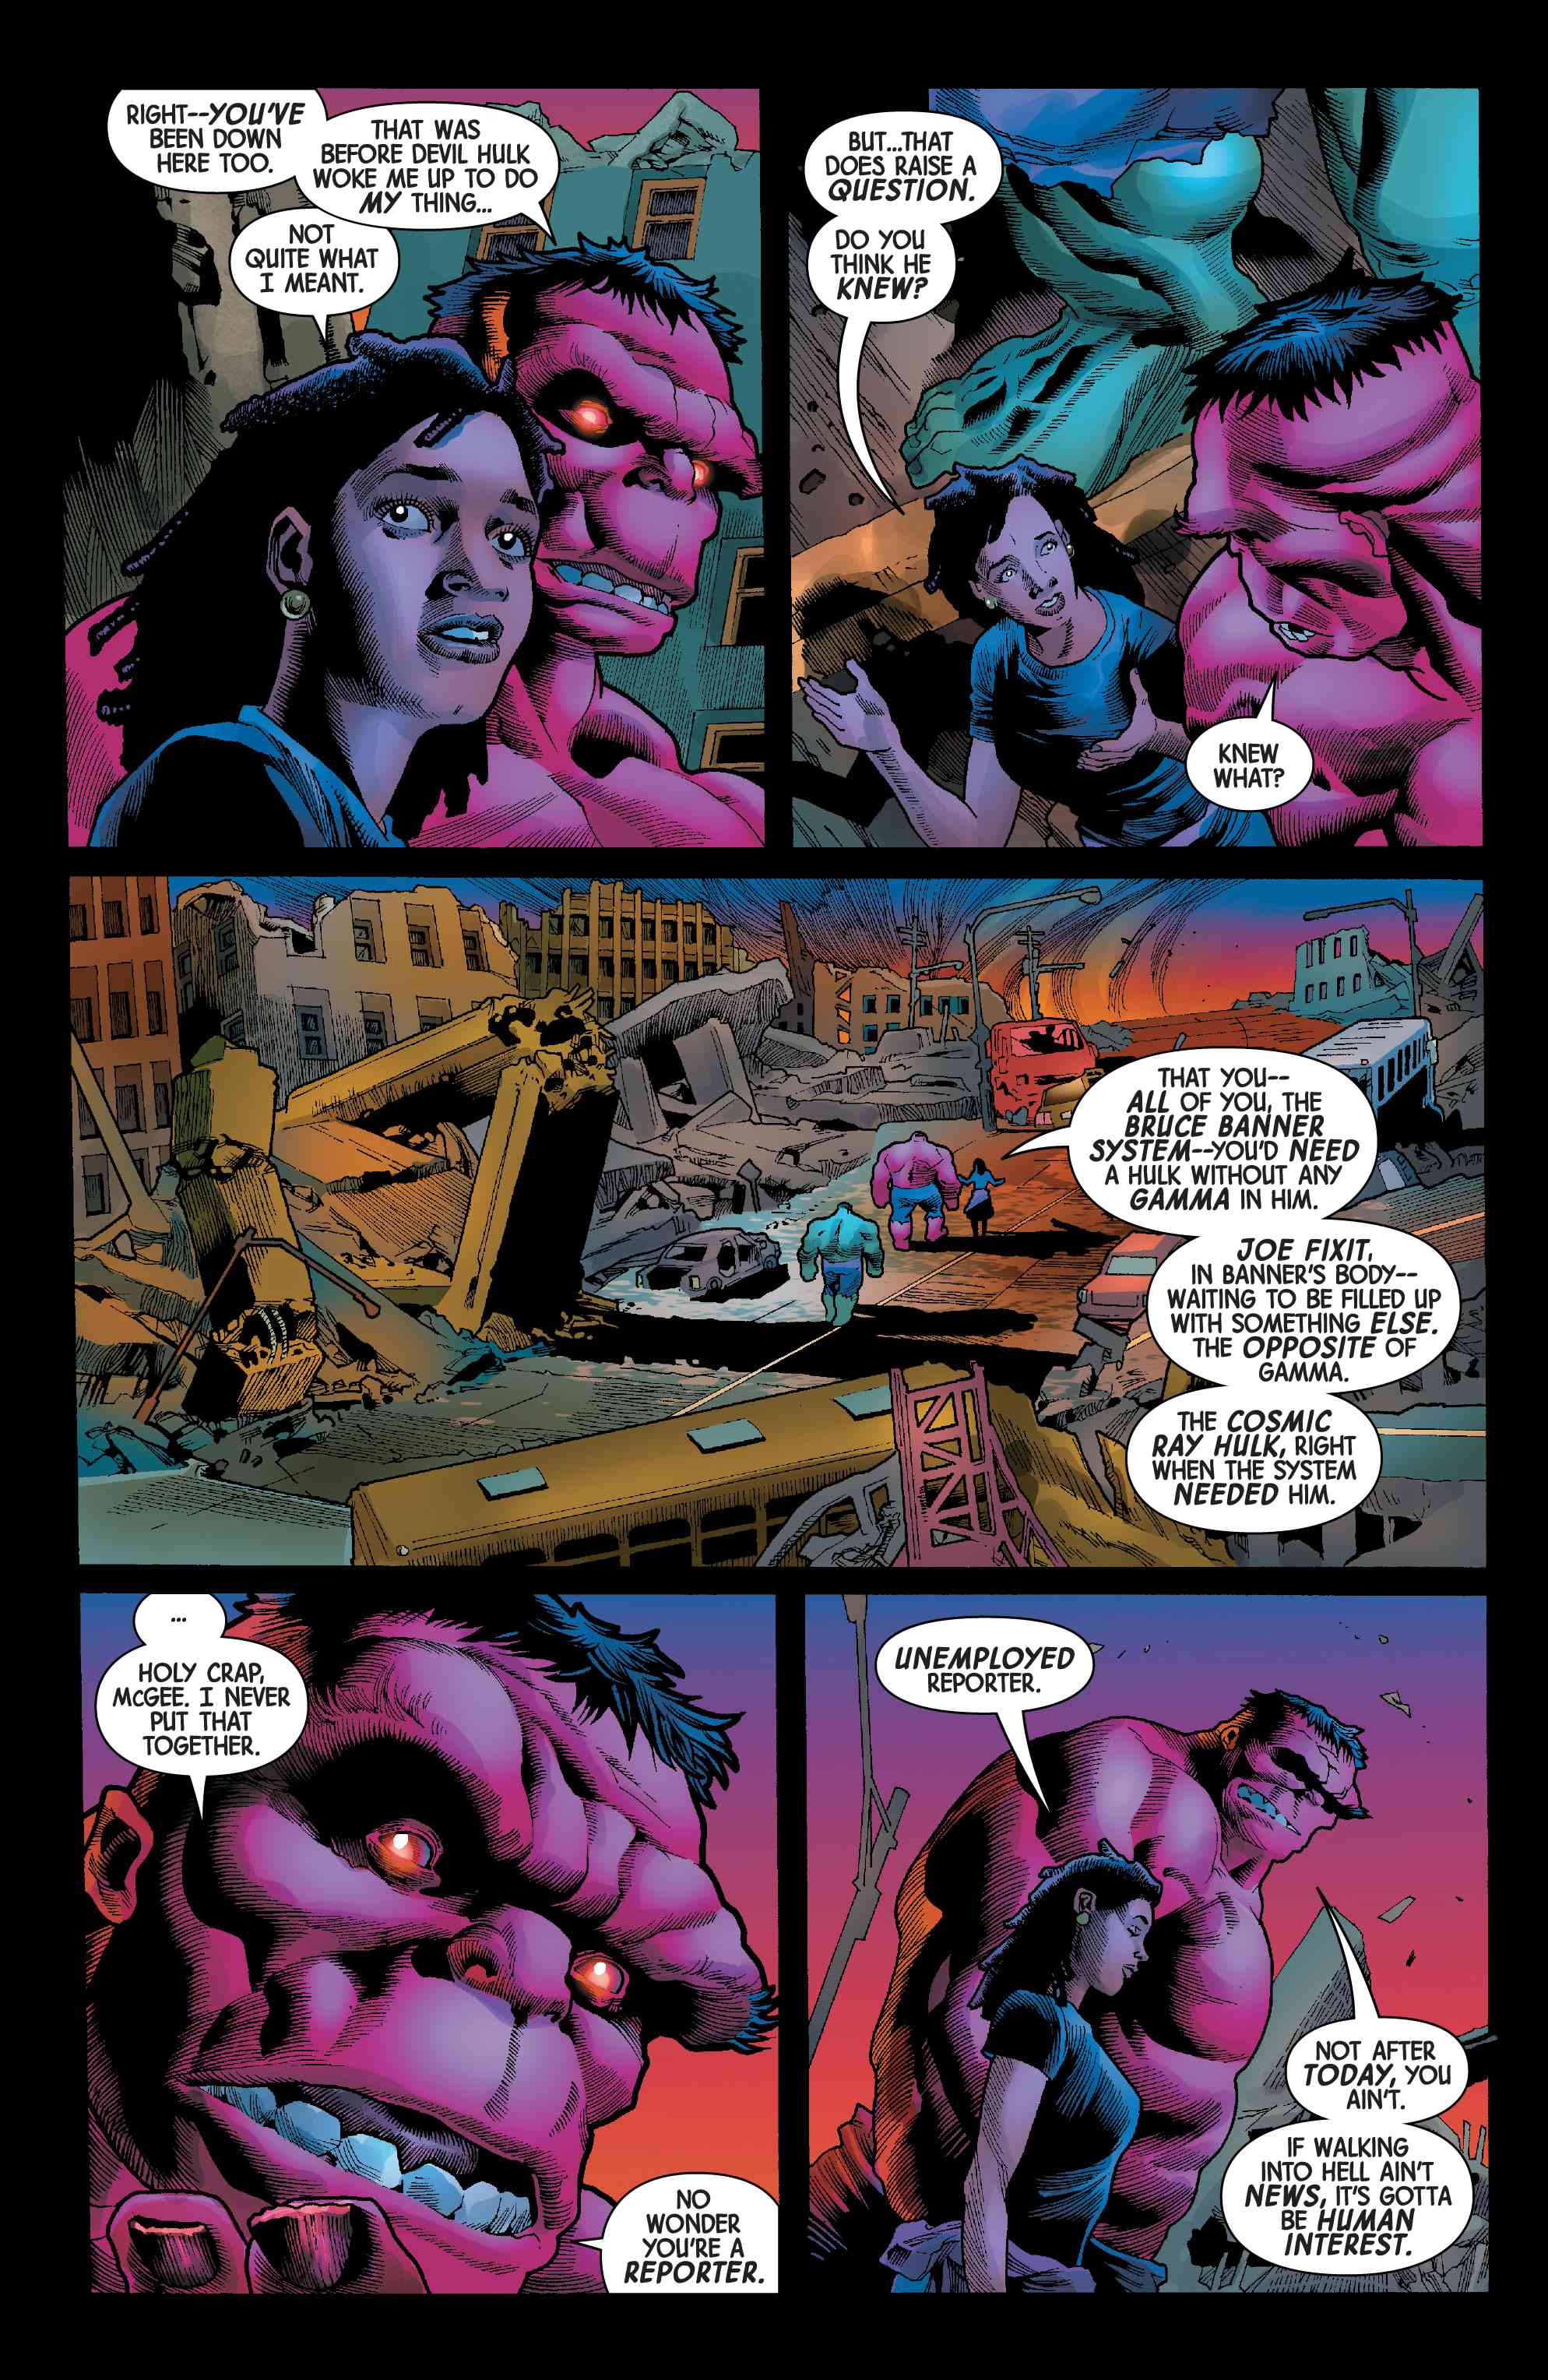 RIGHT--YOU'VE
BEEN DOWN
HERE TOO.
THAT WAS
BEFORE DEVIL HULK
WOKE ME UP TO DO
MY THING...
NOT
QUITE WHAT
I MEANT.
BUT...THAT
DOES RAISE A
QUESTION.
DO YOU
THINK HE
KNEW?
KNEW
WHAT?
THAT YOU--
ALL OF YOU, THE
BRUCE BANNER
SYSTEM--YOU'D NEED
A HULK WITHOUT ANY
GAMMA IN HIM.
JOE FIXIT,
IN BANNER'S BODY--
WAITING TO BE FILLED UP
WITH SOMETHING ELSE.
THE OPPOSITE OF
GAMMA.
THE COSMIC
RAY HULK, RIGHT
WHEN THE SYSTEM
NEEDED HIM.
...
HOLY CRAP,
McGEE. I NEVER
PUT THAT
TOGETHER.
NO
WONDER
YOU'RE A
REPORTER.
UNEMPLOYED
REPORTER.
NOT AFTER
TODAY, YOU
AIN'T.
IF WALKING
INTO HELL AIN'T
NEWS, IT'S GOTTA
BE HUMAN
INTEREST.